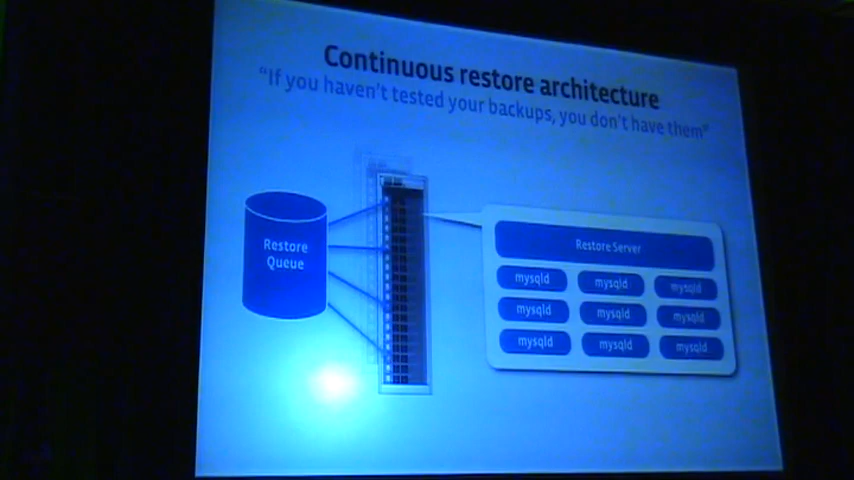 Continuous restore architecture
"If you haven't tested your backups, you don't have them"
Restore
Queue
Restore Server
mysqld mysqld mysqld
mysqld mysqld mysqld
mysqld mysqld mysqld